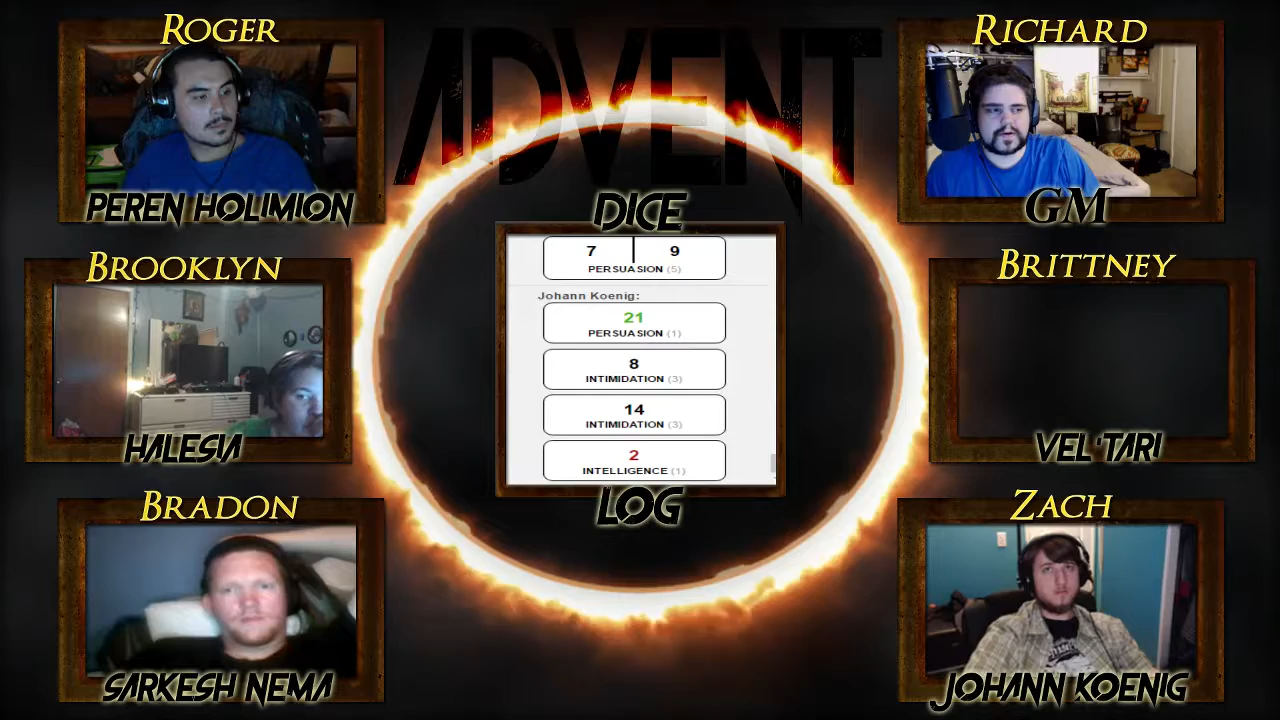 ADVENT
ROGER
PEREN HOLIMION
RICHARD
GM
BROOKLYN
HALESIA
BRITTNEY
VEL'TARI
BRADON
SARKESH NEMA
ZACH
JOHANN KOENIG
DICE
7 | 9
PERSUASION (5)
Johann Koenig:
21
PERSUASION (1)
8
INTIMIDATION (3)
14
INTIMIDATION (3)
2
INTELLIGENCE (1)
LOG